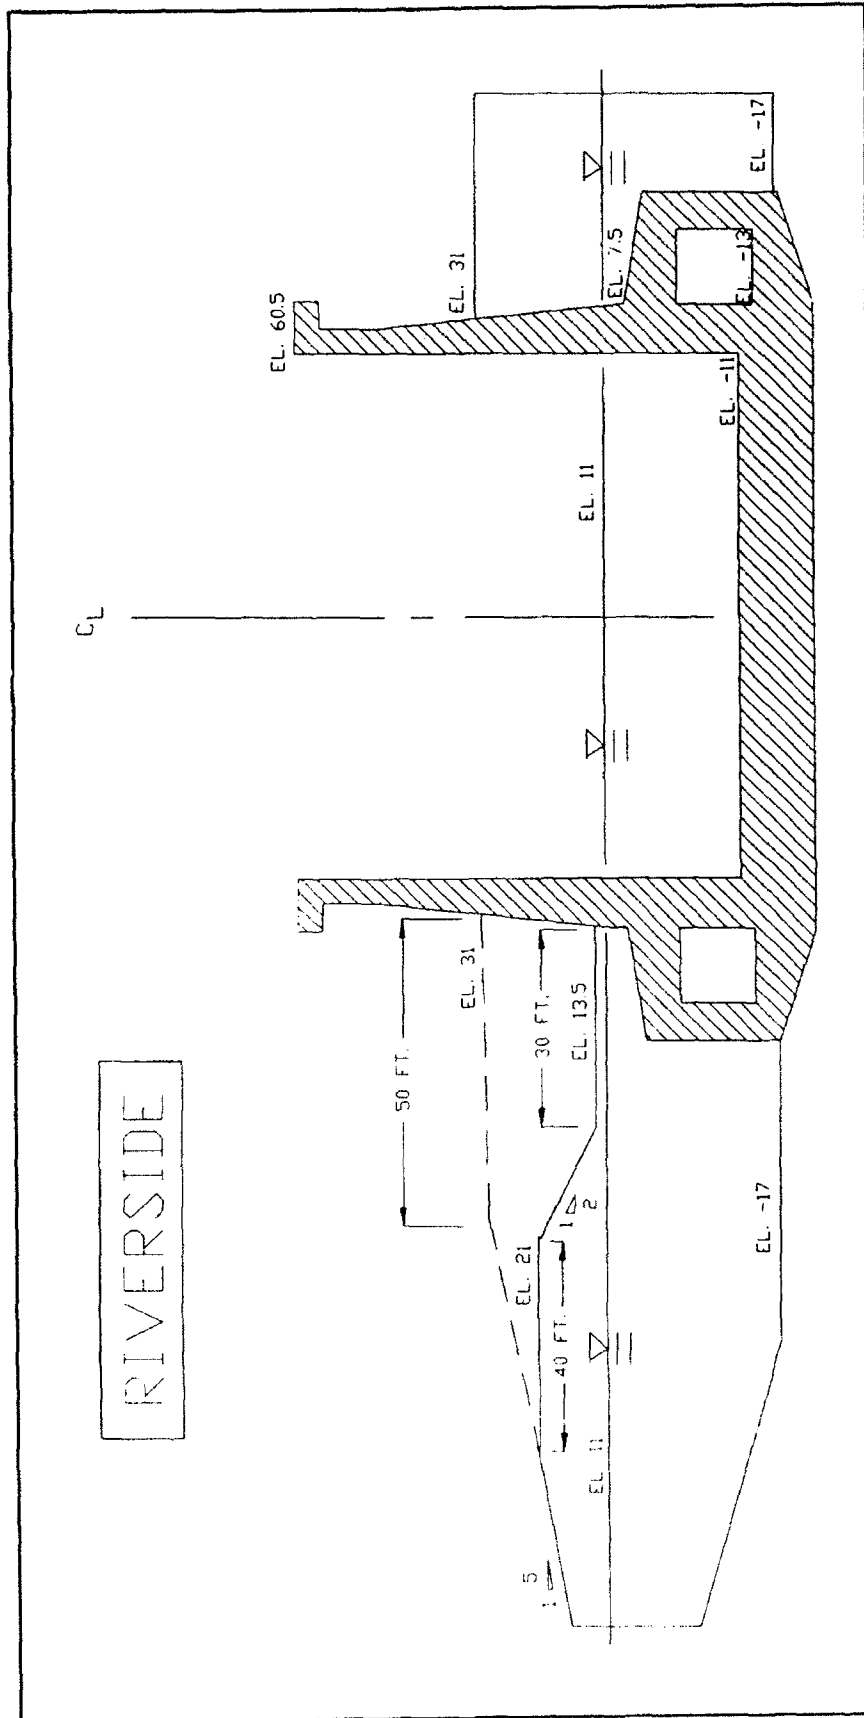 RIVERSIDE
C
L
EL. 60.5
EL. 31
EL. 31
50 FT.
30 FT.
EL. 13.5
EL. 21
40 FT.
1
2
1
5
EL. 11
EL 11
EL. 7.5
EL. -11
EL. -13
EL. -17
EL -17